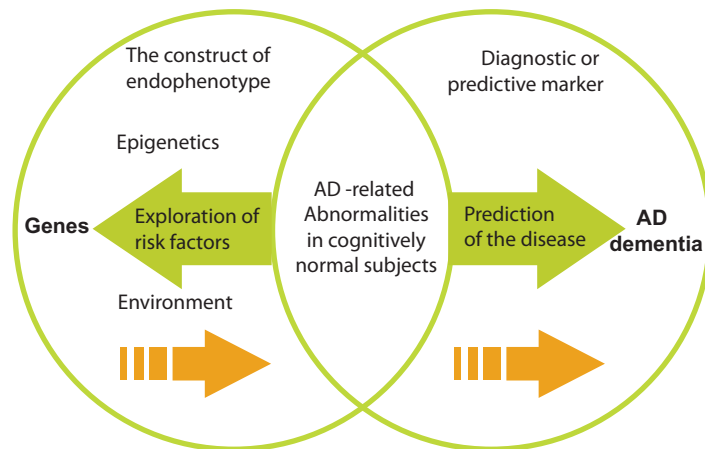 The construct of
endophenotype
Diagnostic or
predictive marker
Epigenetics
Genes
Exploration of
risk factors
AD -related
Abnormalities
in cognitively
normal subjects
Prediction
of the disease
AD
dementia
Environment